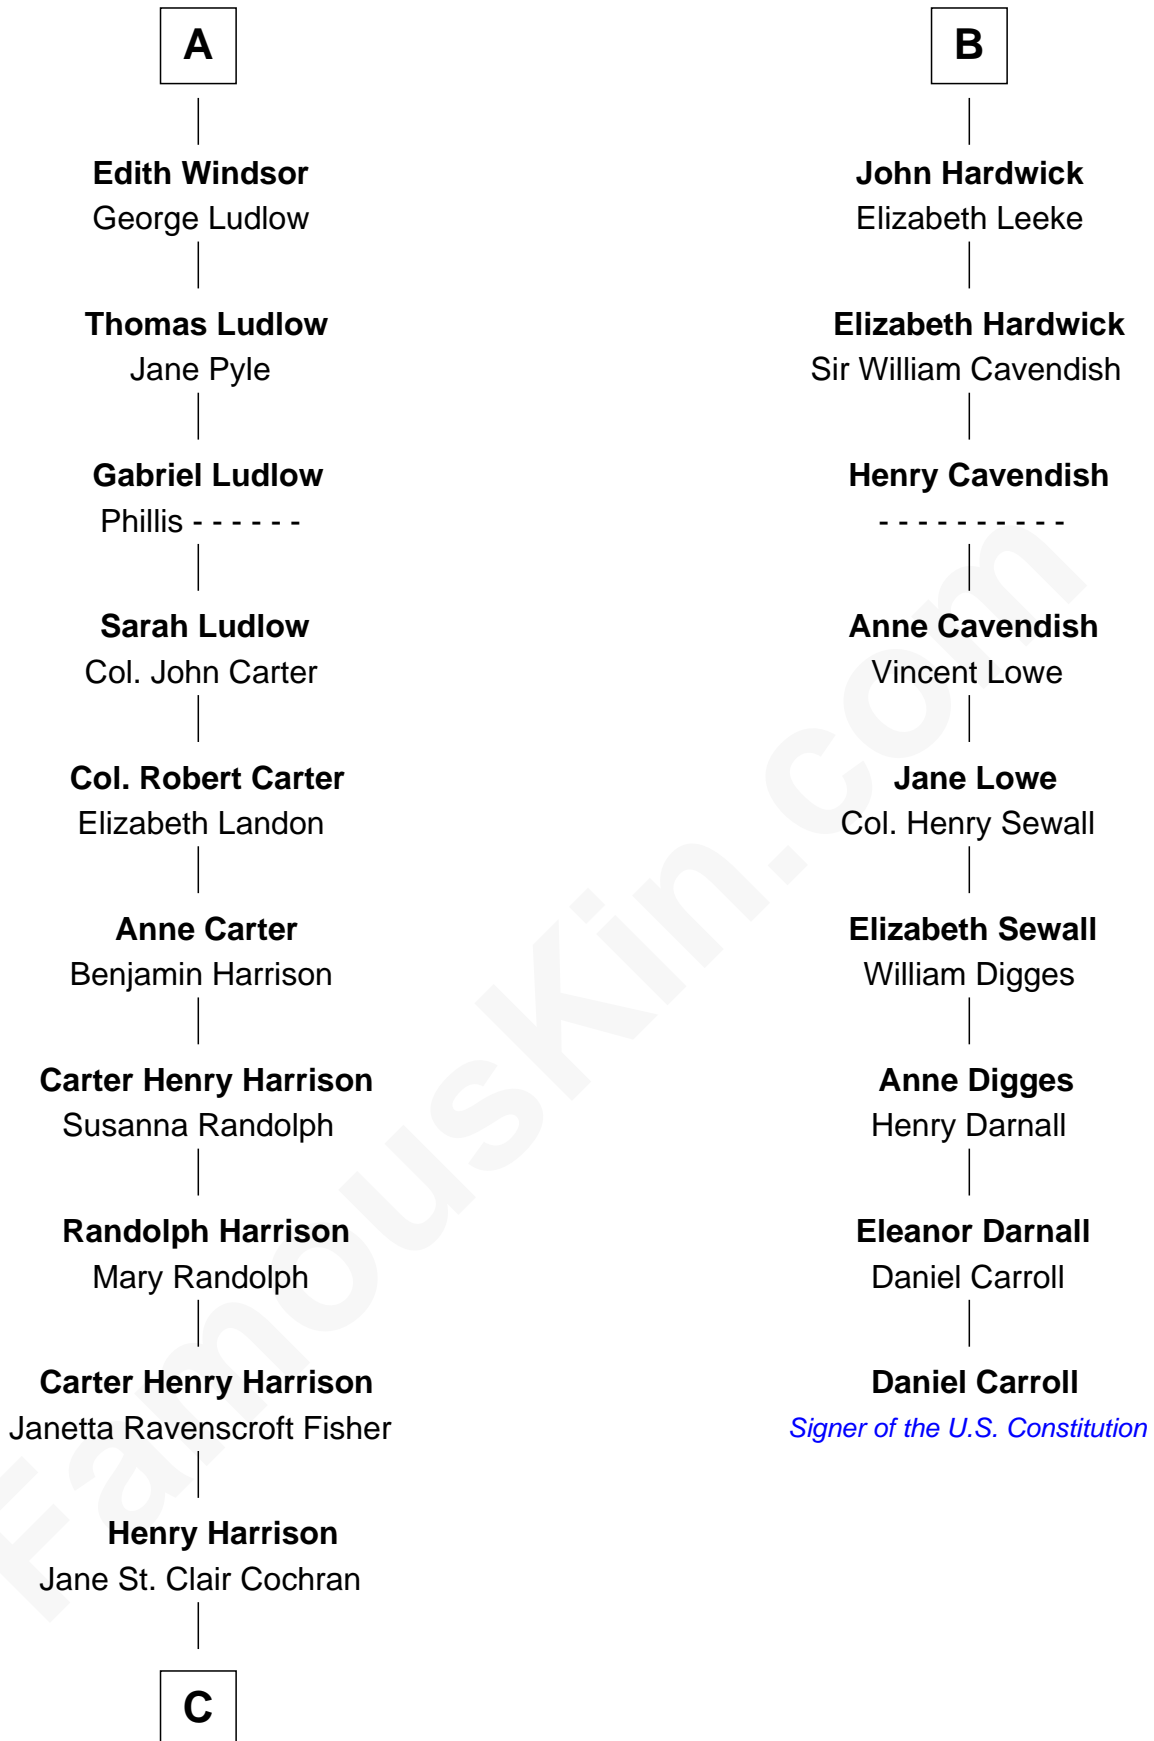 A
Edith Windsor
George Ludlow
Thomas Ludlow
Jane Pyle
Gabriel Ludlow
Phillis - - - - - -
Sarah Ludlow
Col. John Carter
Col. Robert Carter
Elizabeth Landon
Anne Carter
Benjamin Harrison
Carter Henry Harrison
Susanna Randolph
Randolph Harrison
Mary Randolph
Carter Henry Harrison
Janetta Ravenscroft Fisher
Henry Harrison
Jane St. Clair Cochran
C
B
John Hardwick
Elizabeth Leeke
Elizabeth Hardwick
Sir William Cavendish
Henry Cavendish
- - - - - - - - - -
Anne Cavendish
Vincent Lowe
Jane Lowe
Col. Henry Sewall
Elizabeth Sewall
William Digges
Anne Digges
Henry Darnall
Eleanor Darnall
Daniel Carroll
Daniel Carroll
Signer of the U.S. Constitution
FamousKin.com